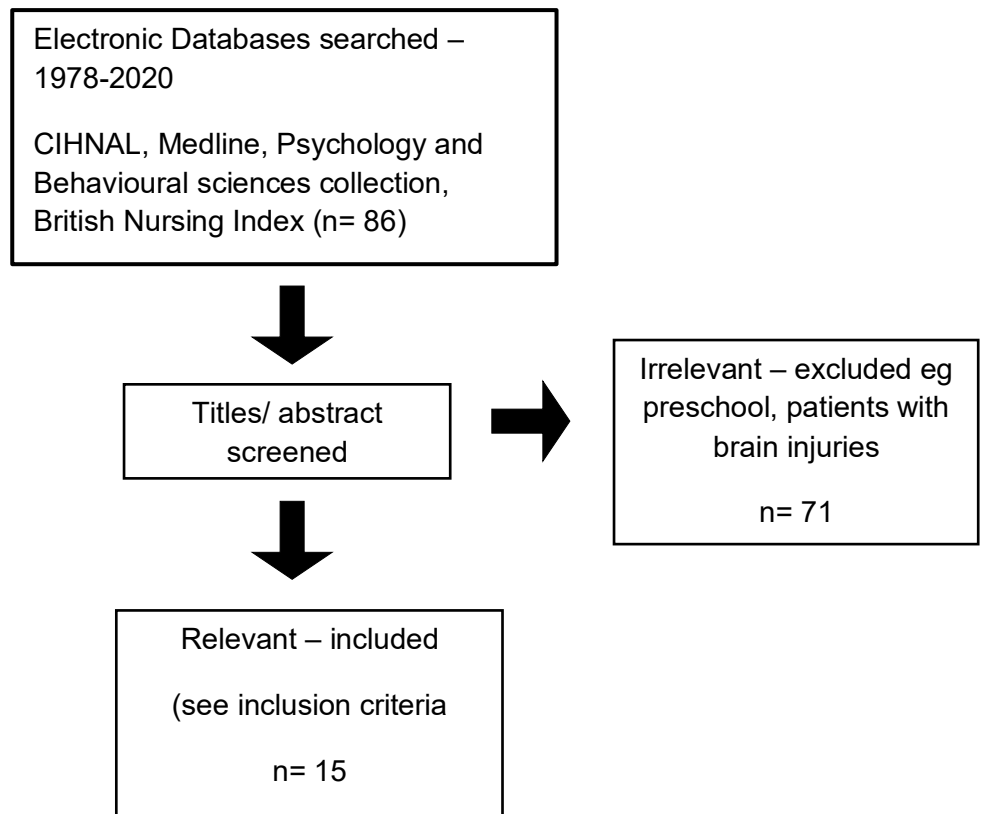 Electronic Databases searched –
1978-2020
CIHNAL, Medline, Psychology and
Behavioural sciences collection,
British Nursing Index (n= 86)
Titles/ abstract
screened
Irrelevant – excluded eg
preschool, patients with
brain injuries
n= 71
Relevant – included
(see inclusion criteria
n= 15